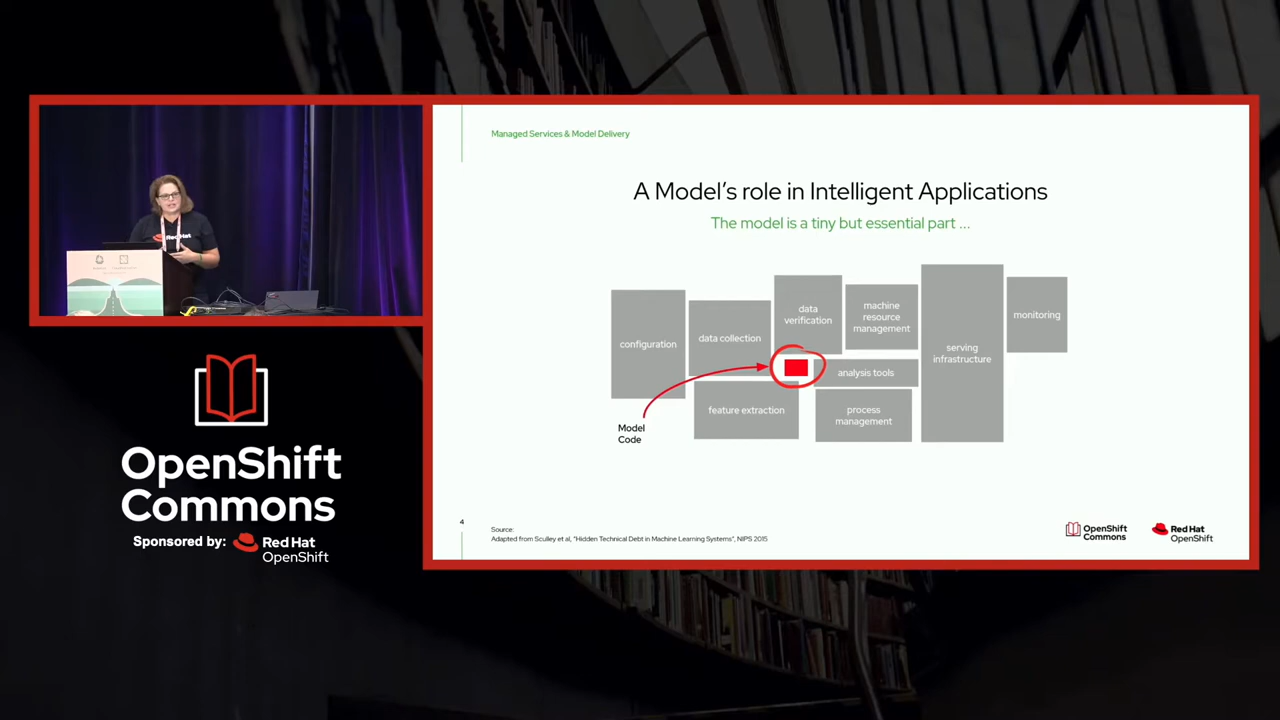 Managed Services & Model Delivery
A Model's role in Intelligent Applications
The model is a tiny but essential part ...
configuration
data collection
data
verification
machine
resource
management
serving
infrastructure
monitoring
analysis tools
feature extraction
process
management
Model
Code
4
Source:
Adapted from Sculley et al, "Hidden Technical Debt in Machine Learning Systems", NIPS 2015
OpenShift
Commons
Red Hat
OpenShift
Red Hat
OpenShift
Commons
Sponsored by:
Red Hat
OpenShift